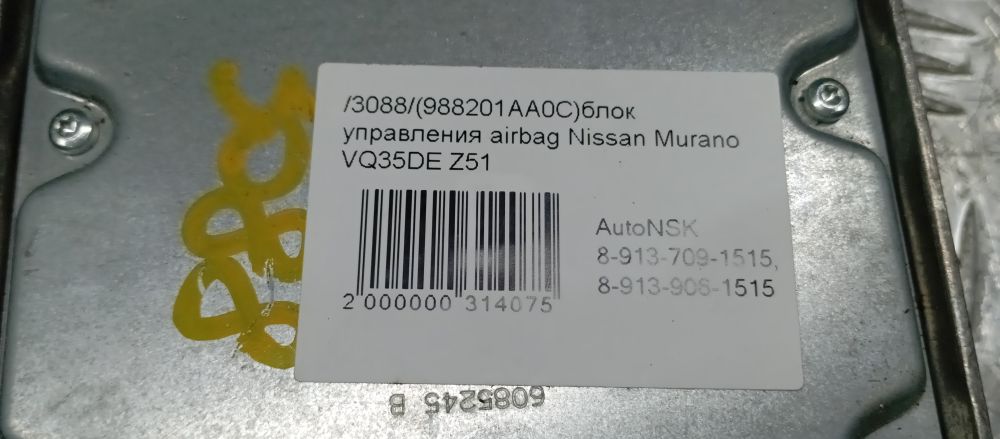 /3088/(988201AA0C)блок
управления airbag Nissan Murano
VQ35DE Z51
AutoNSK
8-913-709-1515,
8-913-906-1515
2 000000 314075
6085245 B